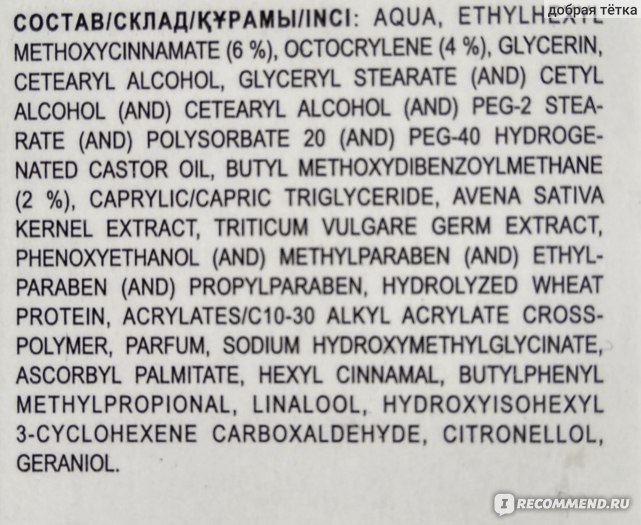 добрая тётка
СОСТАВ/СКЛАД/ҚҰРАМЫ/INCI: AQUA, ETHYLHEXYL
METHOXYCINNAMATE (6 %), OCTOCRYLENE (4 %), GLYCERIN,
CETEARYL ALCOHOL, GLYCERYL STEARATE (AND) CETYL
ALCOHOL (AND) CETEARYL ALCOHOL (AND) PEG-2 STEA-
RATE (AND) POLYSORBATE 20 (AND) PEG-40 HYDROGE-
NATED CASTOR OIL, BUTYL METHOXYDIBENZOYLMETHANE
(2 %), CAPRYLIC/CAPRIC TRIGLYCERIDE, AVENA SATIVA
KERNEL EXTRACT, TRITICUM VULGARE GERM EXTRACT,
PHENOXYETHANOL (AND) METHYLPARABEN (AND) ETHYL-
PARABEN (AND) PROPYLPARABEN, HYDROLYZED WHEAT
PROTEIN, ACRYLATES/C10-30 ALKYL ACRYLATE CROSS-
POLYMER, PARFUM, SODIUM HYDROXYMETHYLGLYCINATE,
ASCORBYL PALMITATE, HEXYL CINNAMAL, BUTYLPHENYL
METHYLPROPIONAL, LINALOOL, HYDROXYISOHEXYL
3-CYCLOHEXENE CARBOXALDEHYDE, CITRONELLOL,
GERANIOL.
I RECOMMEND.RU